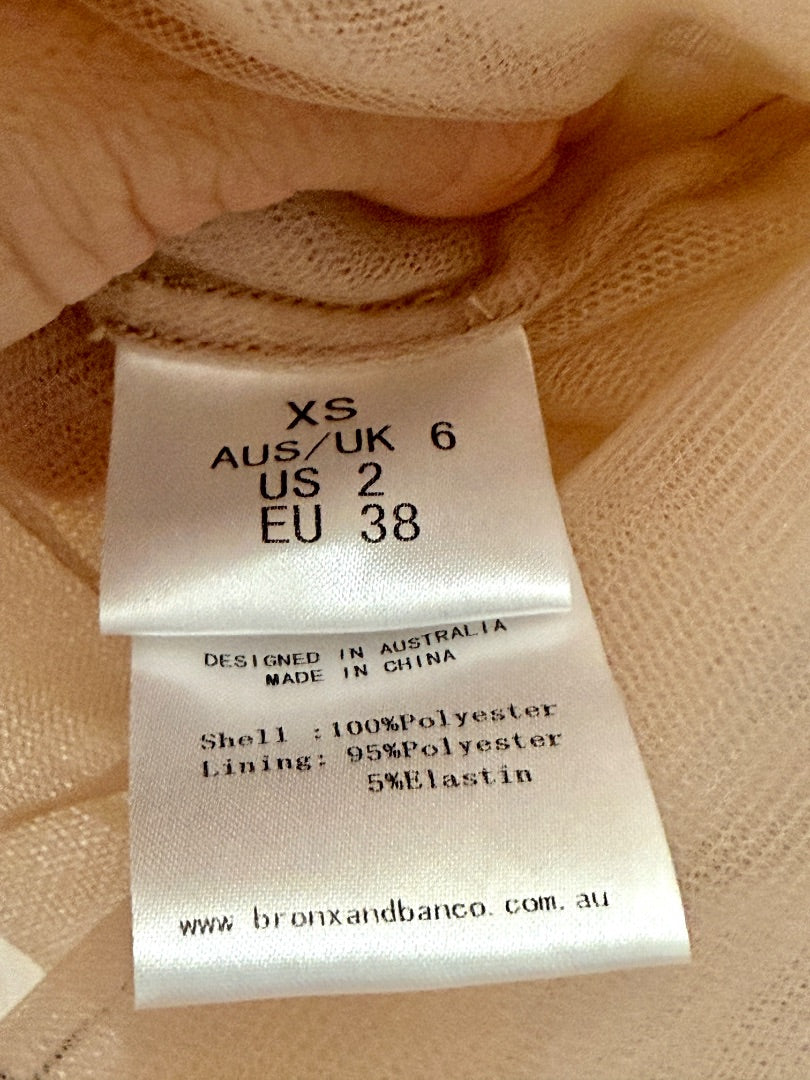 XS
AUS/UK 6
US 2
EU 38
DESIGNED IN AUSTRALIA
MADE IN CHINA
Shell :100%Polyester
Lining: 95%Polyester
5%Elastin
www bronxandbanco. com. au